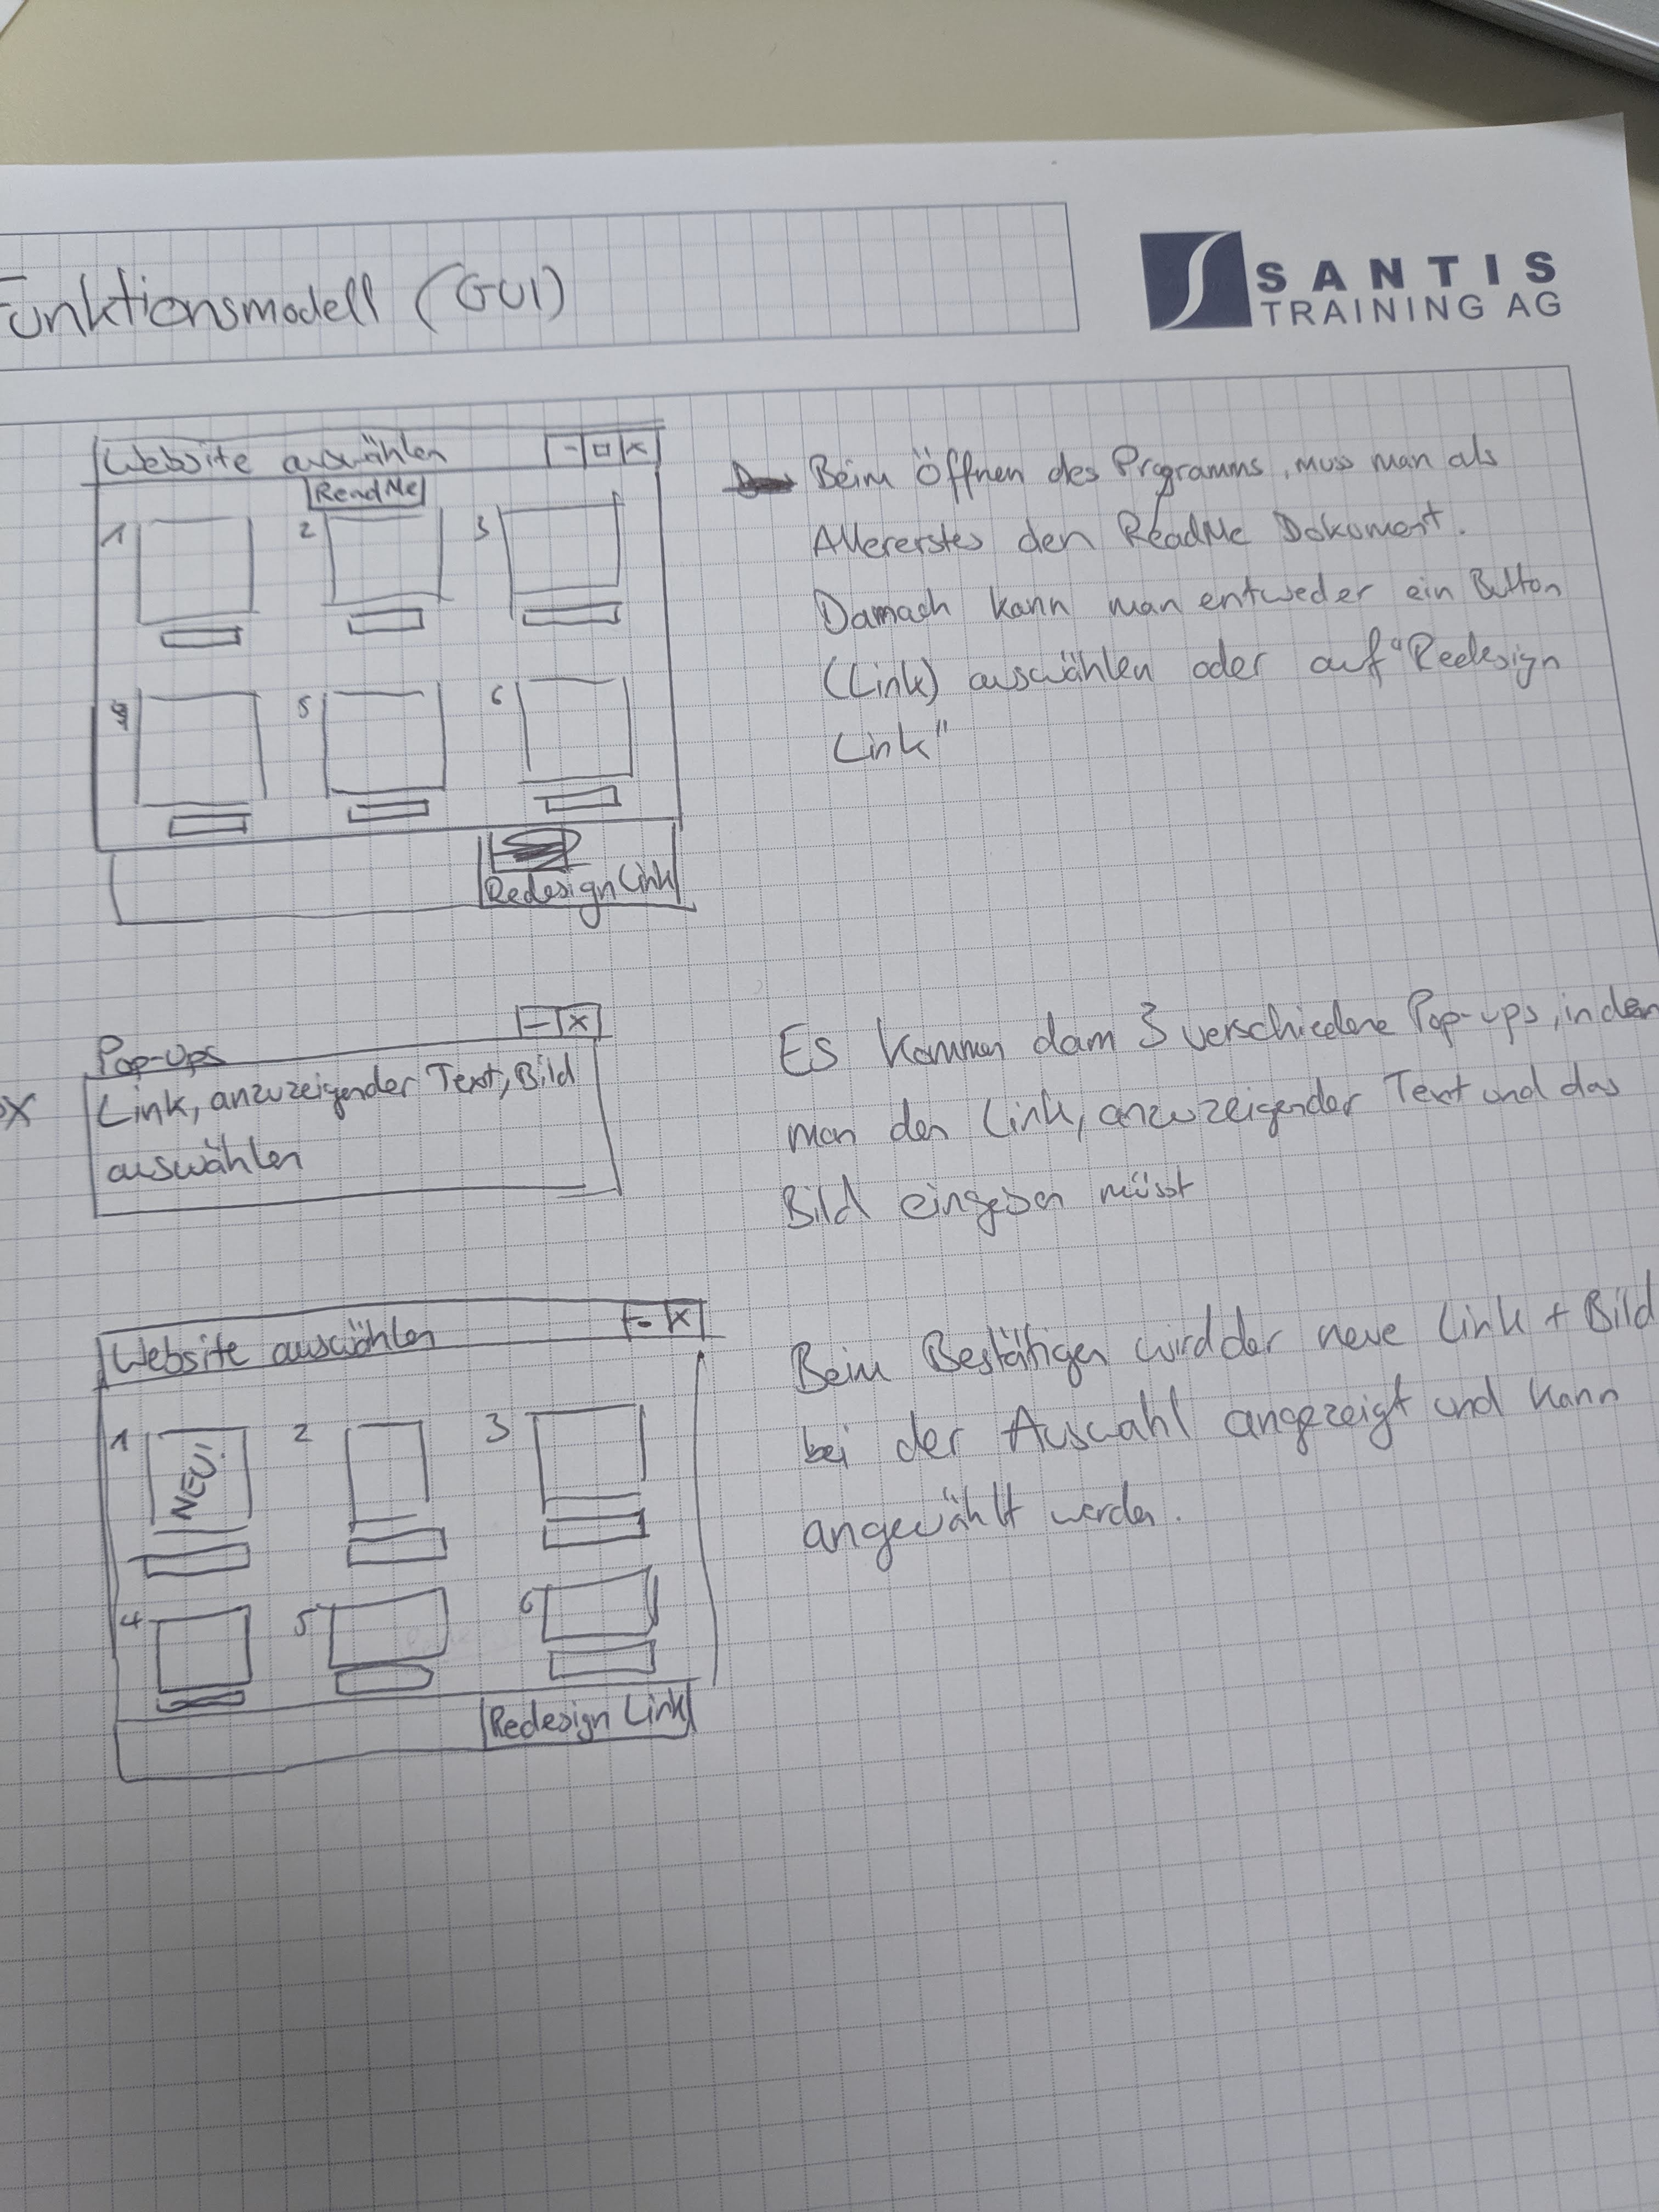 Funktionsmodell (GUI)
SANTIS
TRAINING AG
Website auswählen
- □ X
ReadMe
1
2
3
5
6
Redesign Link
Beim Öffnen des Programms, muss man als
Allererstes den ReadMe Dokument.
Damach kann man entweder ein Button
(Link) auswählen oder auf "Redesign
Link"
Pop-ups
- X
Link, anzuzeigender Text, Bild
auswählen
Es kommen dann 3 verschiedene Pop-ups, in den
man den Link, anzuzeigender Text und das
Bild eingeben müsst
Website auswählen
- X
1
NEU!
2
3
4
5
6
Redesign Link
Beim Bestätigen wird der neue Link + Bild
bei der Auswahl angezeigt und kann
angewählt werden.